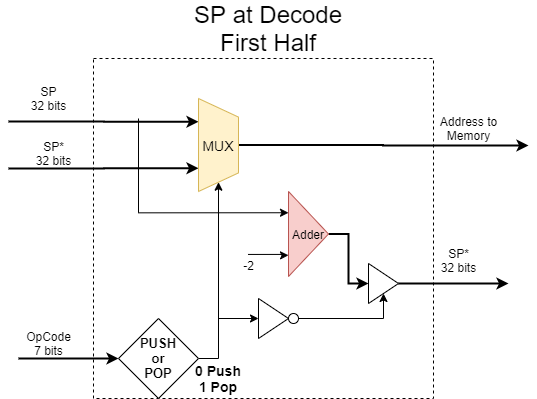 SP at Decode
First Half
SP
32 bits
SP*
32 bits
MUX
Address to
Memory
Adder
-2
SP*
32 bits
OpCode
7 bits
PUSH
or
POP
0 Push
1 Pop